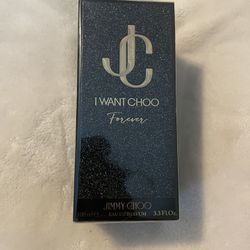 JC
I WANT CHOO
Forever
JIMMY CHOO
EAU DE PARFUM 3.3 FL.Oz.